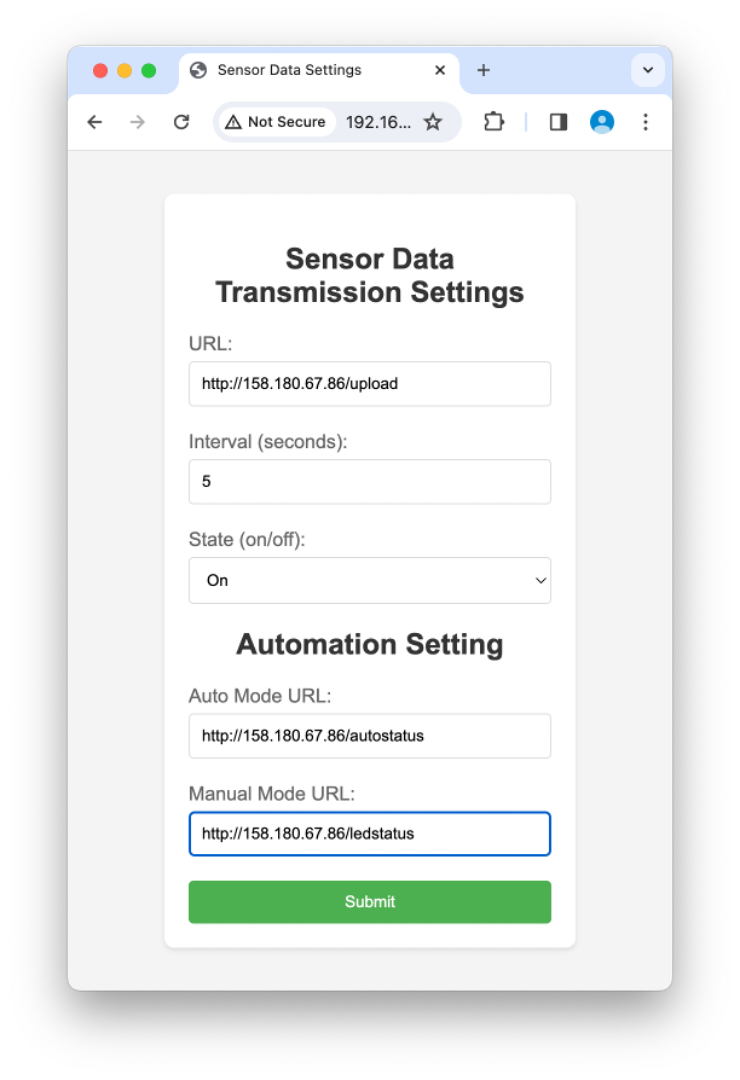 Sensor Data Settings
Not Secure 192.16...
Sensor Data
Transmission Settings
URL:
http://158.180.67.86/upload
Interval (seconds):
5
State (on/off):
On
Automation Setting
Auto Mode URL:
http://158.180.67.86/autostatus
Manual Mode URL:
http://158.180.67.86/ledstatus
Submit